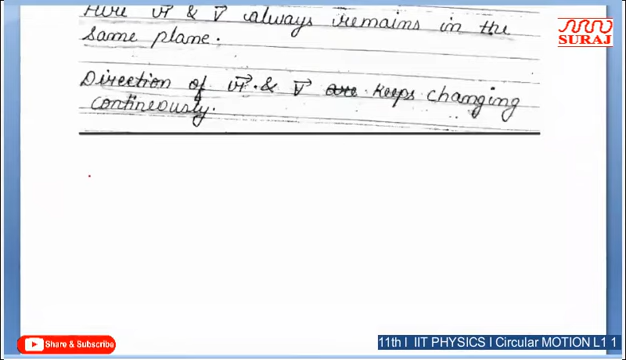 Here & v⃗ always remains in the
same plane.
SURAJ
Direction of & v⃗ are keeps changing
contineously.
Share & Subscribe
11th I IIT PHYSICS I Circular MOTION L1 1